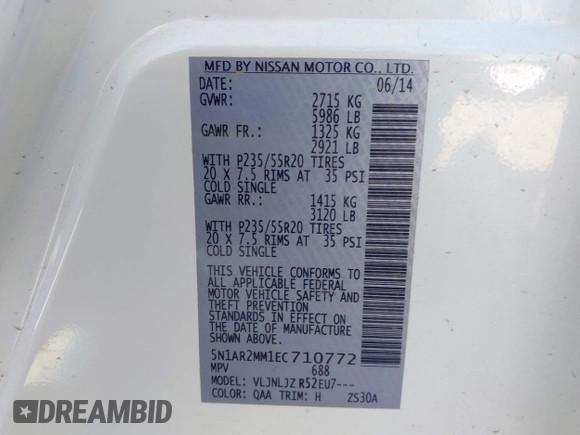 MFD BY NISSAN MOTOR CO., LTD.
DATE: 06/14
GVWR: 2715 KG
5986 LB
GAWR FR.: 1325 KG
2921 LB
WITH P235/55R20 TIRES
20 X 7.5 RIMS AT 35 PSI
COLD SINGLE
GAWR RR.: 1415 KG
3120 LB
WITH P235/55R20 TIRES
20 X 7.5 RIMS AT 35 PSI
COLD SINGLE
THIS VEHICLE CONFORMS TO
ALL APPLICABLE FEDERAL
MOTOR VEHICLE SAFETY AND
THEFT PREVENTION
STANDARDS IN EFFECT ON
THE DATE OF MANUFACTURE
SHOWN ABOVE.
5N1AR2MM1EC710772
MPV 688
MODEL: VLJNLJZ R52EU7---
COLOR: QAA TRIM: H ZS30A
DREAMBID